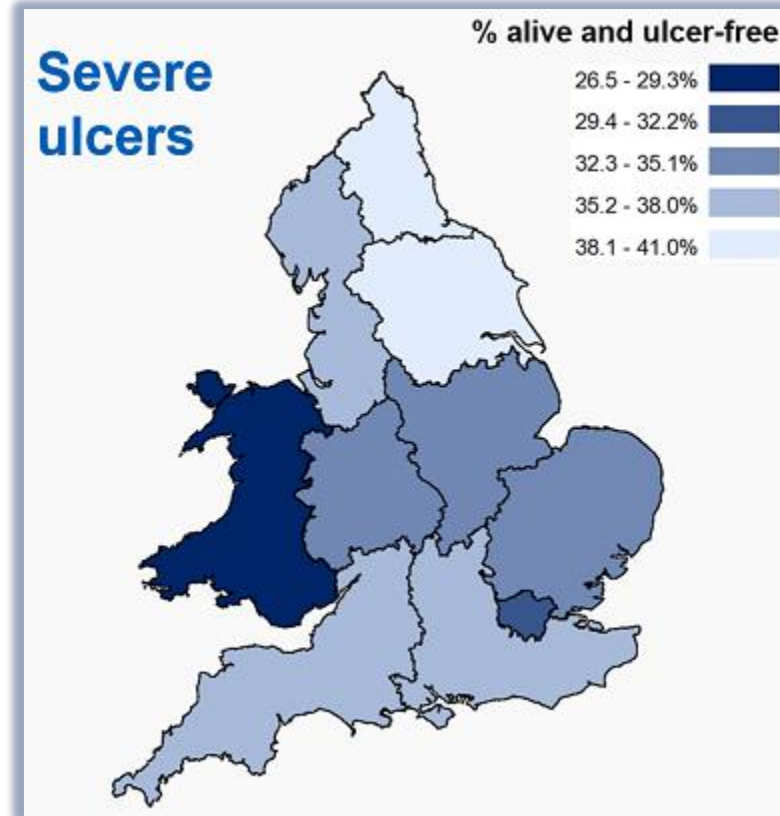 Severe
ulcers
% alive and ulcer-free
26.5 - 29.3%
29.4 - 32.2%
32.3 - 35.1%
35.2 - 38.0%
38.1 - 41.0%